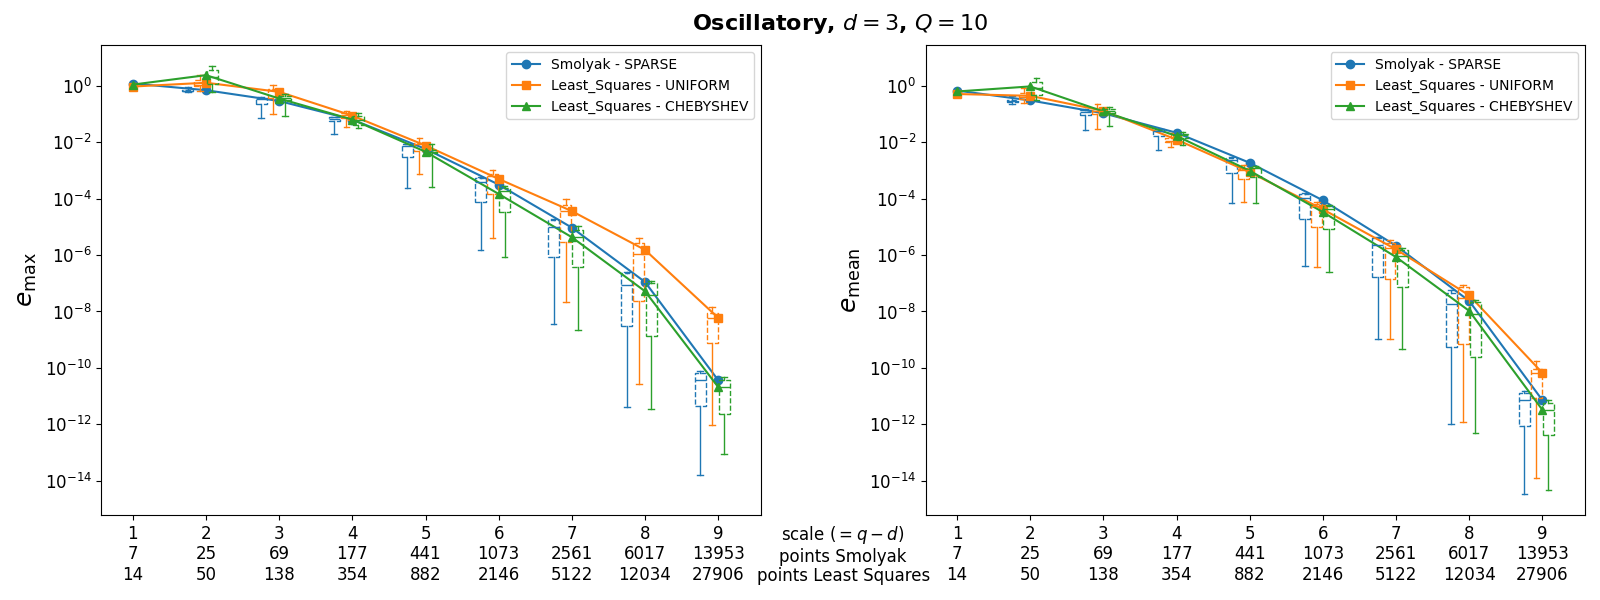 Oscillatory, d = 3, Q = 10
e_max
10^0
10^−2
10^−4
10^−6
10^−8
10^−10
10^−12
10^−14
Smolyak - SPARSE
Least_Squares - UNIFORM
Least_Squares - CHEBYSHEV
e_mean
10^0
10^−2
10^−4
10^−6
10^−8
10^−10
10^−12
10^−14
Smolyak - SPARSE
Least_Squares - UNIFORM
Least_Squares - CHEBYSHEV
1 2 3 4 5 6 7 8 9 scale (= q − d) 1 2 3 4 5 6 7 8 9
7 25 69 177 441 1073 2561 6017 13953 points Smolyak 7 25 69 177 441 1073 2561 6017 13953
14 50 138 354 882 2146 5122 12034 27906 points Least Squares 14 50 138 354 882 2146 5122 12034 27906